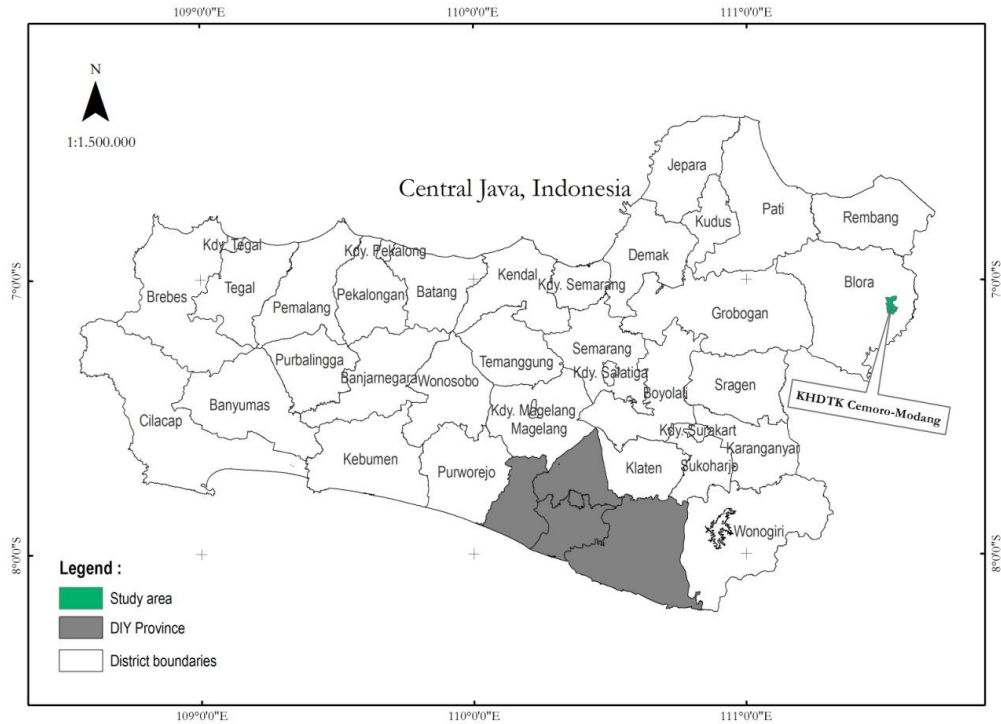 109°0'0"E 110°0'0"E 111°0'0"E
N
1:1.500.000
Central Java, Indonesia
Jepara
Kudus
Pati
Rembang
Kdy. Tegal
Kdy. Pekalong
Demak
Kendal
Kdy. Semarang
Blora
7°0'0"S
7°0'0"S
Brebes
Tegal
Pemalang
Pekalongan
Batang
Grobogan
Purbalingga
Banjarnegara
Wonosobo
Temanggung
Semarang
Kdy. Salatiga
Boyolali
Sragen
KHDTK Cemoro-Modang
Cilacap
Banyumas
Kdy. Magelang
Magelang
Kdy. Surakart
Karanganyar
Kebumen
Purworejo
Klaten
Sukoharjo
Wonogiri
8°0'0"S
8°0'0"S
Legend :
Study area
DIY Province
District boundaries
109°0'0"E 110°0'0"E 111°0'0"E